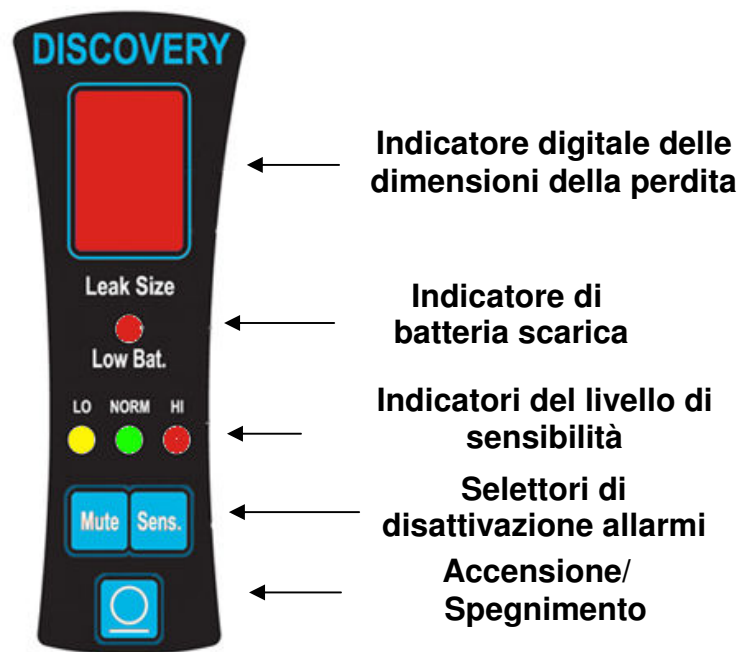 DISCOVERY
Indicatore digitale delle
dimensioni della perdita
Leak Size
Indicatore di
batteria scarica
Low Bat.
LO NORM HI
Indicatori del livello di
sensibilità
Mute Sens.
Selettori di
disattivazione allarmi
Accensione/
Spegnimento